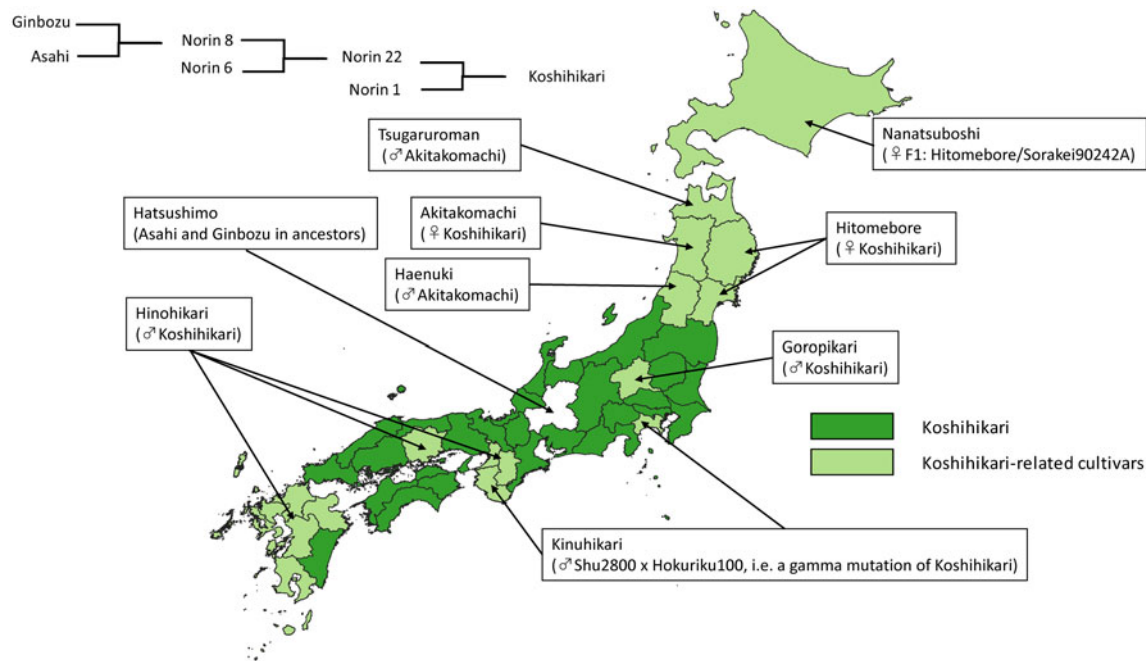 Ginbozu
Asahi
Norin 8
Norin 6
Norin 22
Norin 1
Koshihikari
Tsugaruroman
(♂Akitakomachi)
Nanatsuboshi
(♀F1: Hitomebore/Sorakei90242A)
Hatsushimo
(Asahi and Ginbozu in ancestors)
Akitakomachi
(♀Koshihikari)
Hitomebore
(♀Koshihikari)
Haenuki
(♂Akitakomachi)
Hinohikari
(♂Koshihikari)
Goropikari
(♂Koshihikari)
Koshihikari
Koshihikari-related cultivars
Kinuhikari
(♂Shu2800 x Hokuriku100, i.e. a gamma mutation of Koshihikari)